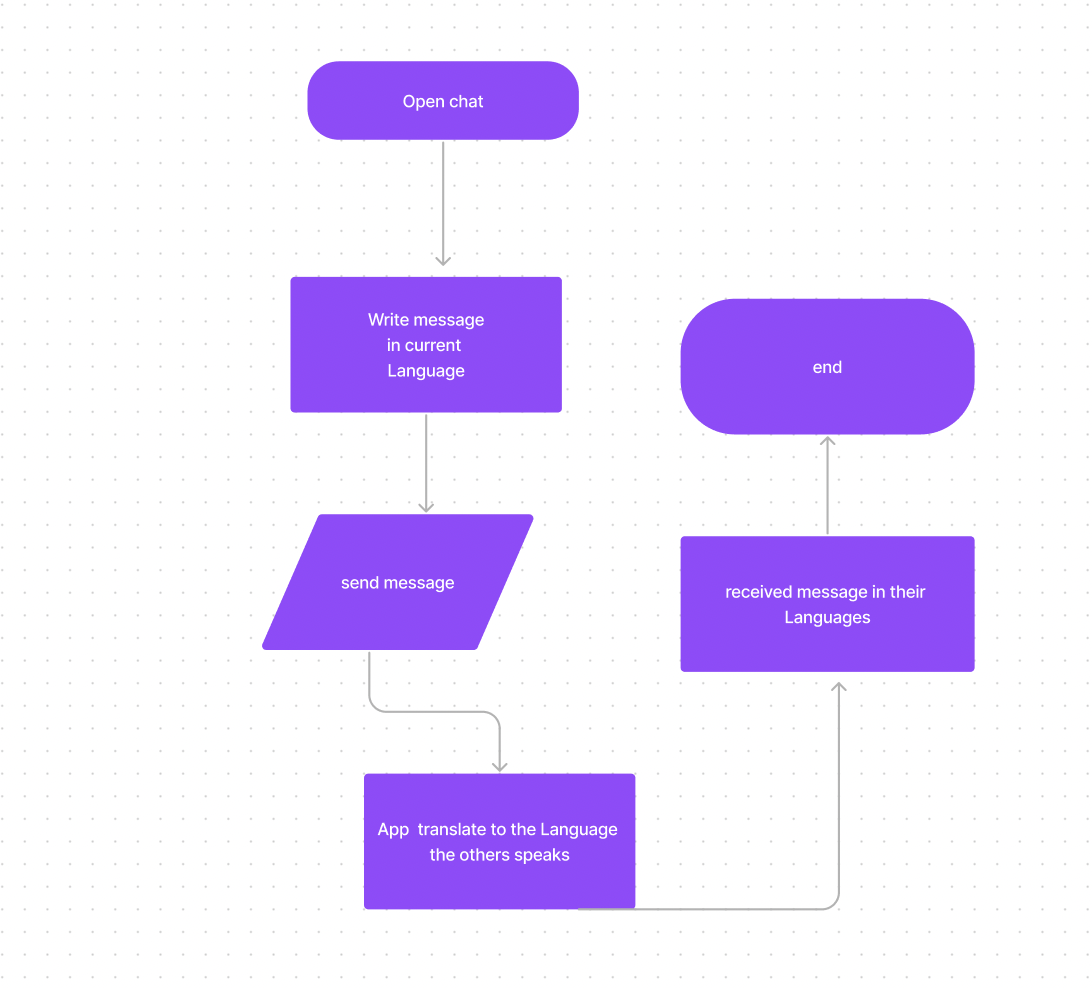 Open chat
Write message
in current
Language
send message
App  translate to the Language
the others speaks
received message in their
Languages
end